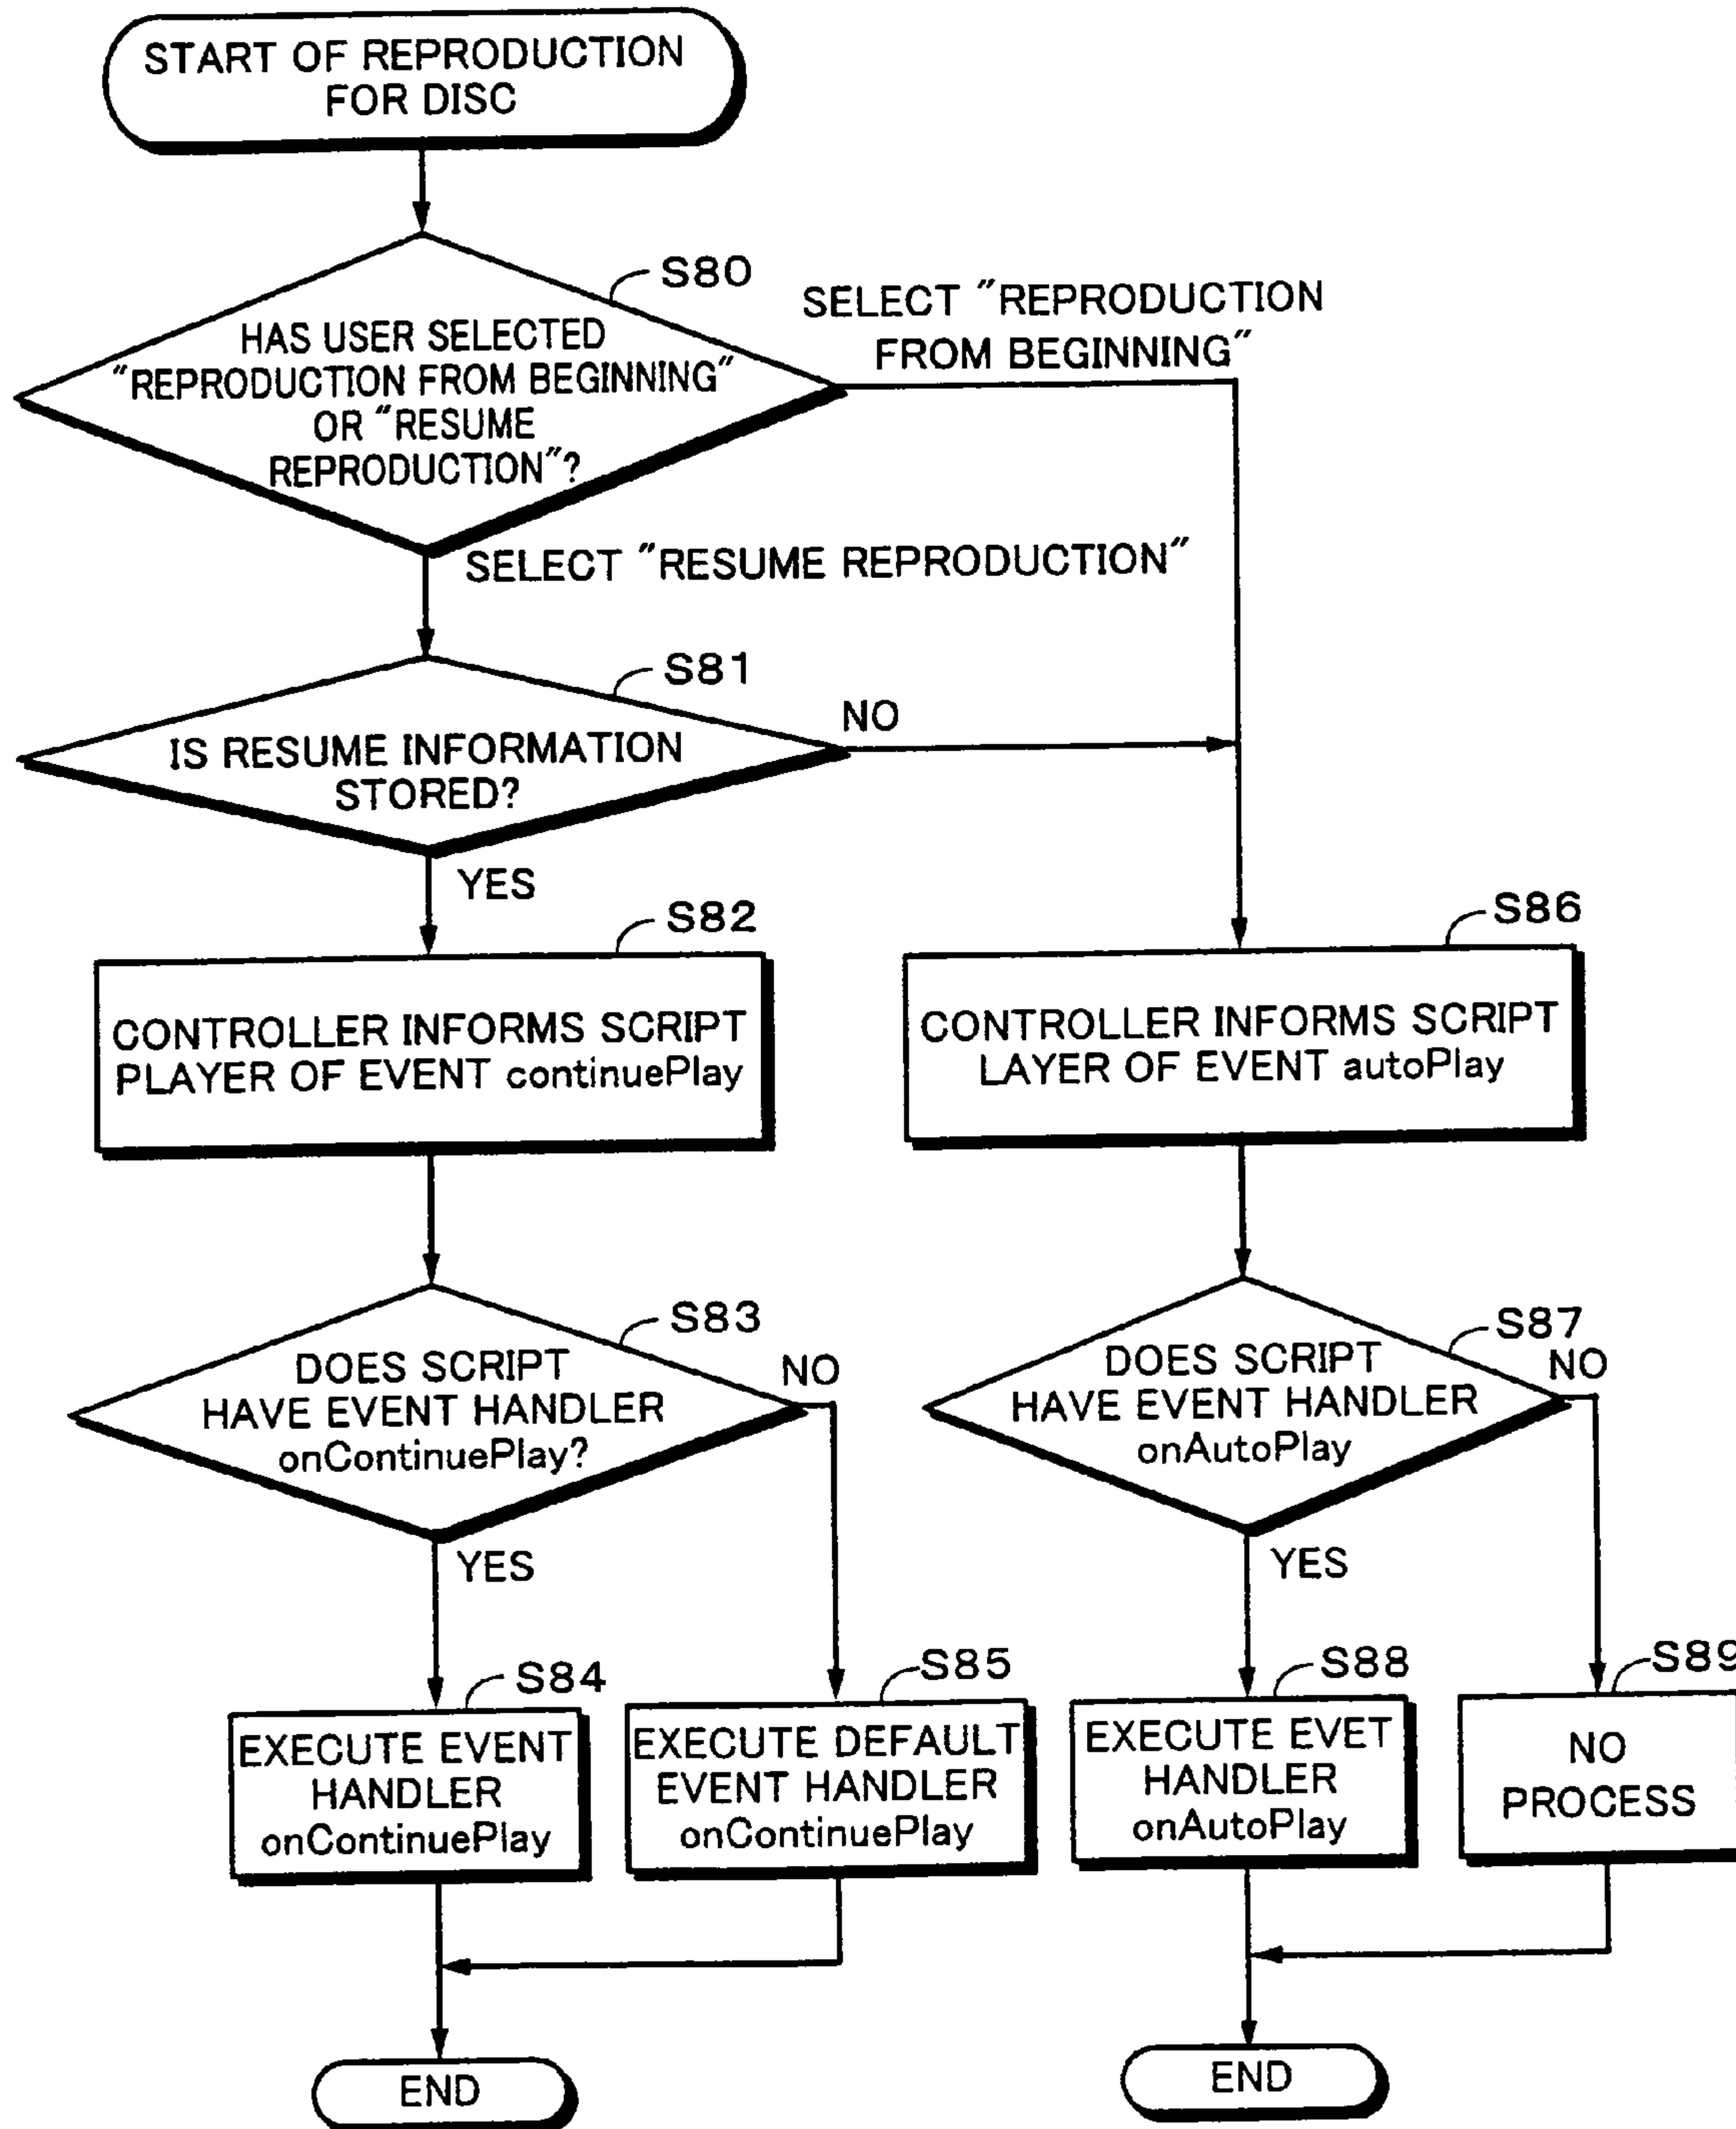 START OF REPRODUCTION
FOR DISC
S80
HAS USER SELECTED
"REPRODUCTION FROM BEGINNING"
OR "RESUME
REPRODUCTION"?
SELECT "REPRODUCTION
FROM BEGINNING"
SELECT "RESUME REPRODUCTION"
S81
IS RESUME INFORMATION
STORED?
NO
YES
S82
CONTROLLER INFORMS SCRIPT
PLAYER OF EVENT continuePlay
S86
CONTROLLER INFORMS SCRIPT
LAYER OF EVENT autoPlay
S83
DOES SCRIPT
HAVE EVENT HANDLER
onContinuePlay?
NO
YES
S87
DOES SCRIPT
HAVE EVENT HANDLER
onAutoPlay
NO
YES
S84
EXECUTE EVENT
HANDLER
onContinuePlay
S85
EXECUTE DEFAULT
EVENT HANDLER
onContinuePlay
S88
EXECUTE EVET
HANDLER
onAutoPlay
S89
NO
PROCESS
END
END